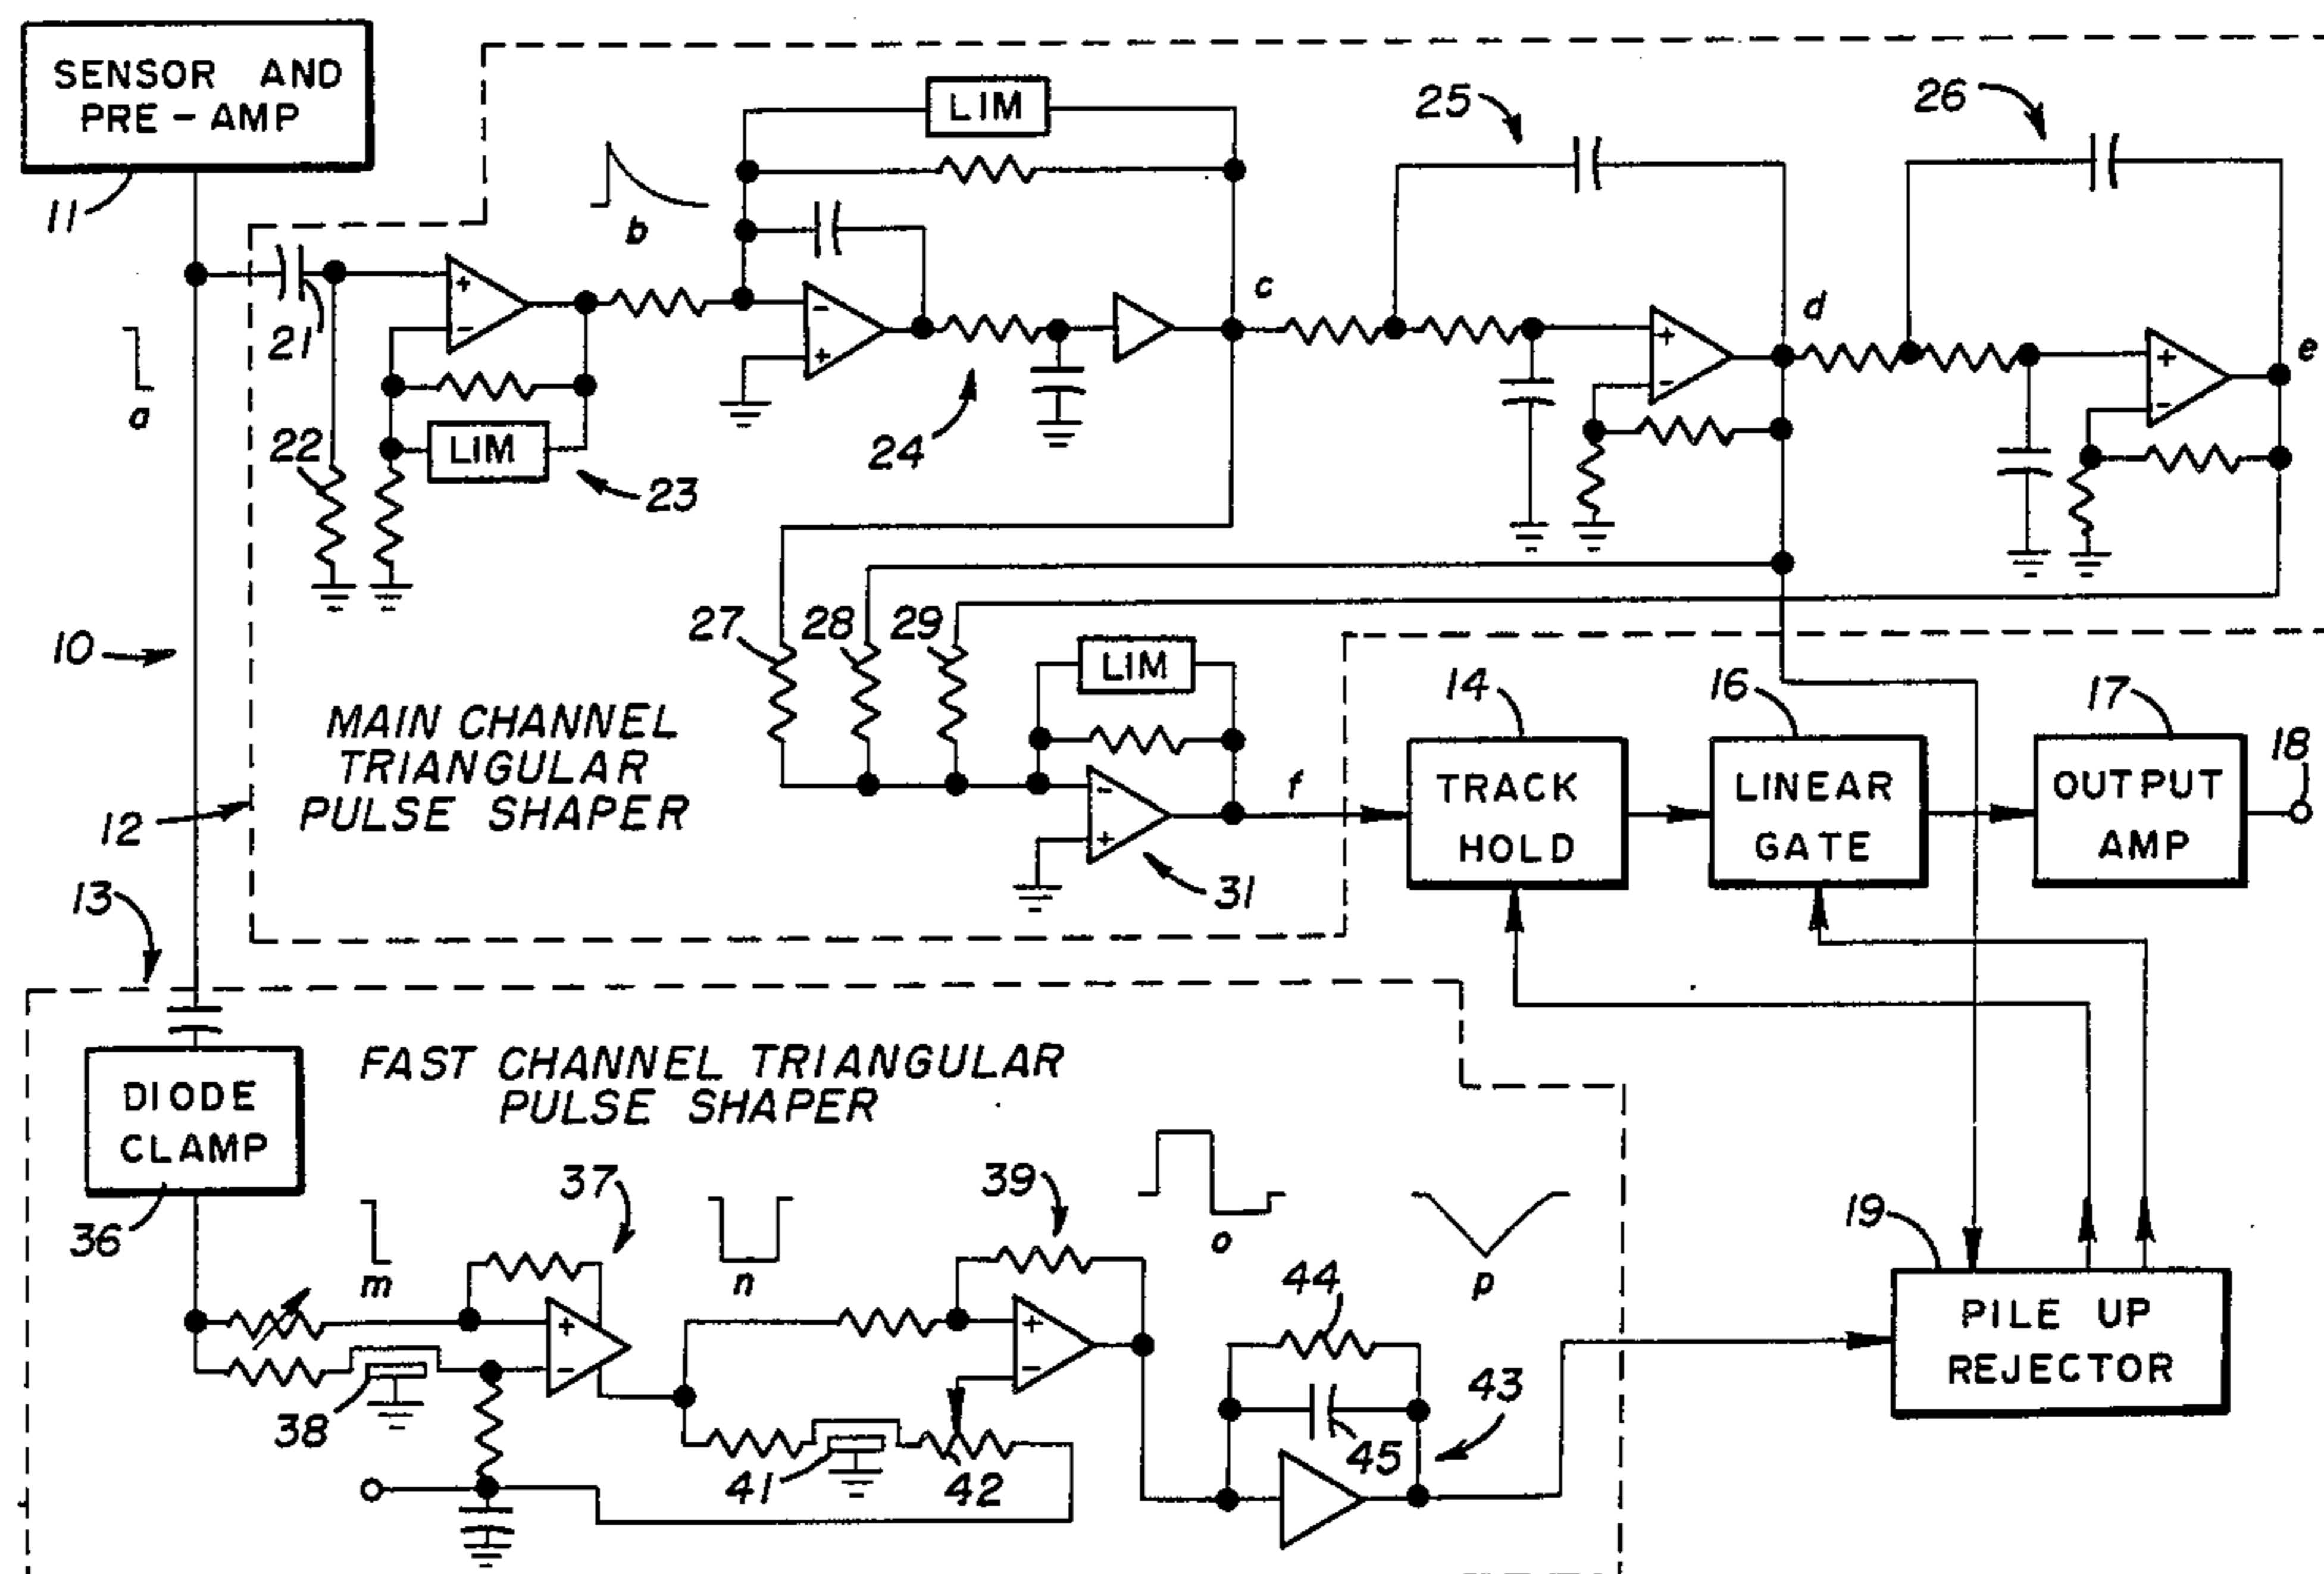 SENSOR AND
PRE-AMP
11
a
10
12
13
21
22
b
LIM
LIM
23
24
c
25
d
26
e
27
28
29
LIM
31
f
MAIN CHANNEL
TRIANGULAR
PULSE SHAPER
14
TRACK
HOLD
16
LINEAR
GATE
17
OUTPUT
AMP
18
FAST CHANNEL TRIANGULAR
PULSE SHAPER
DIODE
CLAMP
36
m
37
38
n
39
41
42
o
p
44
45
43
19
PILE UP
REJECTOR